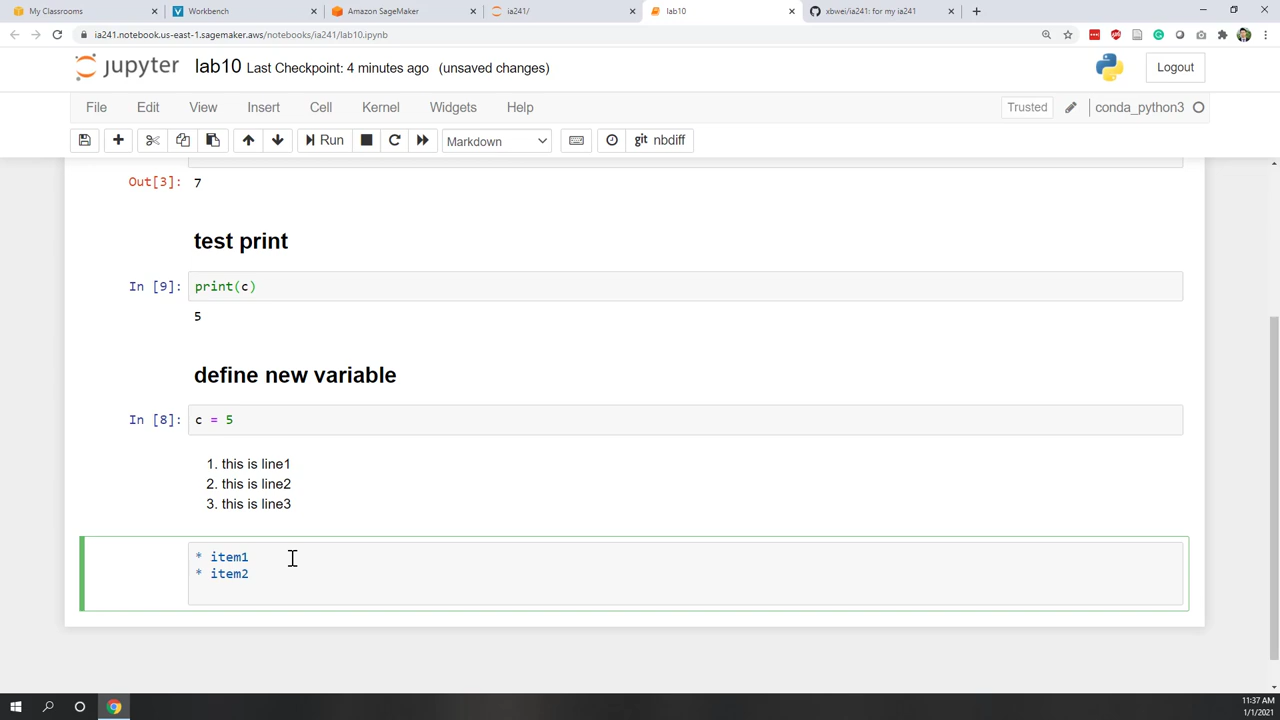 My Classrooms
Workbench
Amazon SageMaker
ia241/
lab10
xbwei/ia241: for my ia241
ia241.notebook.us-east-1.sagemaker.aws/notebooks/ia241/lab10.ipynb
jupyter lab10 Last Checkpoint: 4 minutes ago (unsaved changes)
Logout
File Edit View Insert Cell Kernel Widgets Help
Trusted
conda_python3
Run
Markdown
git nbdiff
Out[3]: 7
test print
In [9]: print(c)
5
define new variable
In [8]: c = 5
1. this is line1
2. this is line2
3. this is line3
* item1
* item2
11:37 AM
1/1/2021